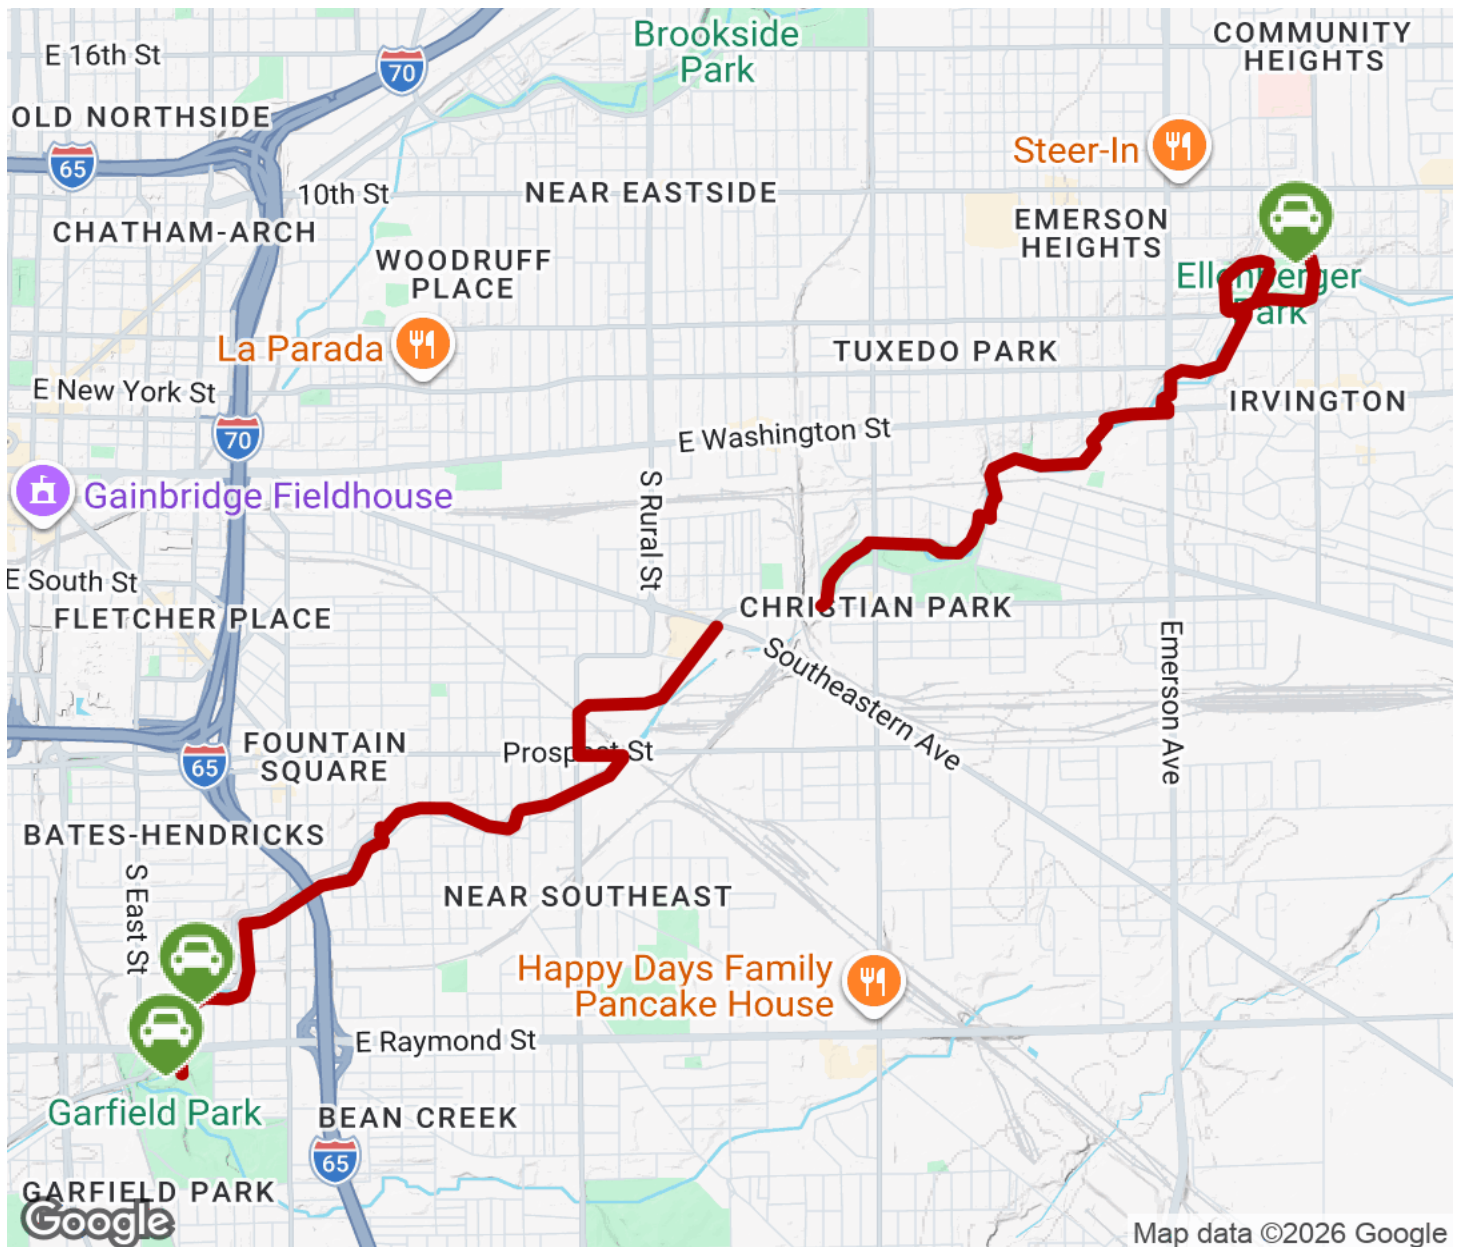 Brookside
Park
COMMUNITY
HEIGHTS
E 16th St
70
OLD NORTHSIDE
65
Steer-In
10th St
NEAR EASTSIDE
CHATHAM-ARCH
EMERSON
HEIGHTS
WOODRUFF
PLACE
Ellenberger
Park
La Parada
TUXEDO PARK
E New York St
IRVINGTON
70
E Washington St
Gainbridge Fieldhouse
S Rural St
E South St
CHRISTIAN PARK
FLETCHER PLACE
Southeastern Ave
Emerson Ave
FOUNTAIN
SQUARE
Prospect St
65
BATES-HENDRICKS
S East St
NEAR SOUTHEAST
Happy Days Family
Pancake House
E Raymond St
Garfield Park
BEAN CREEK
65
GARFIELD PARK
Google
Map data ©2026 Google